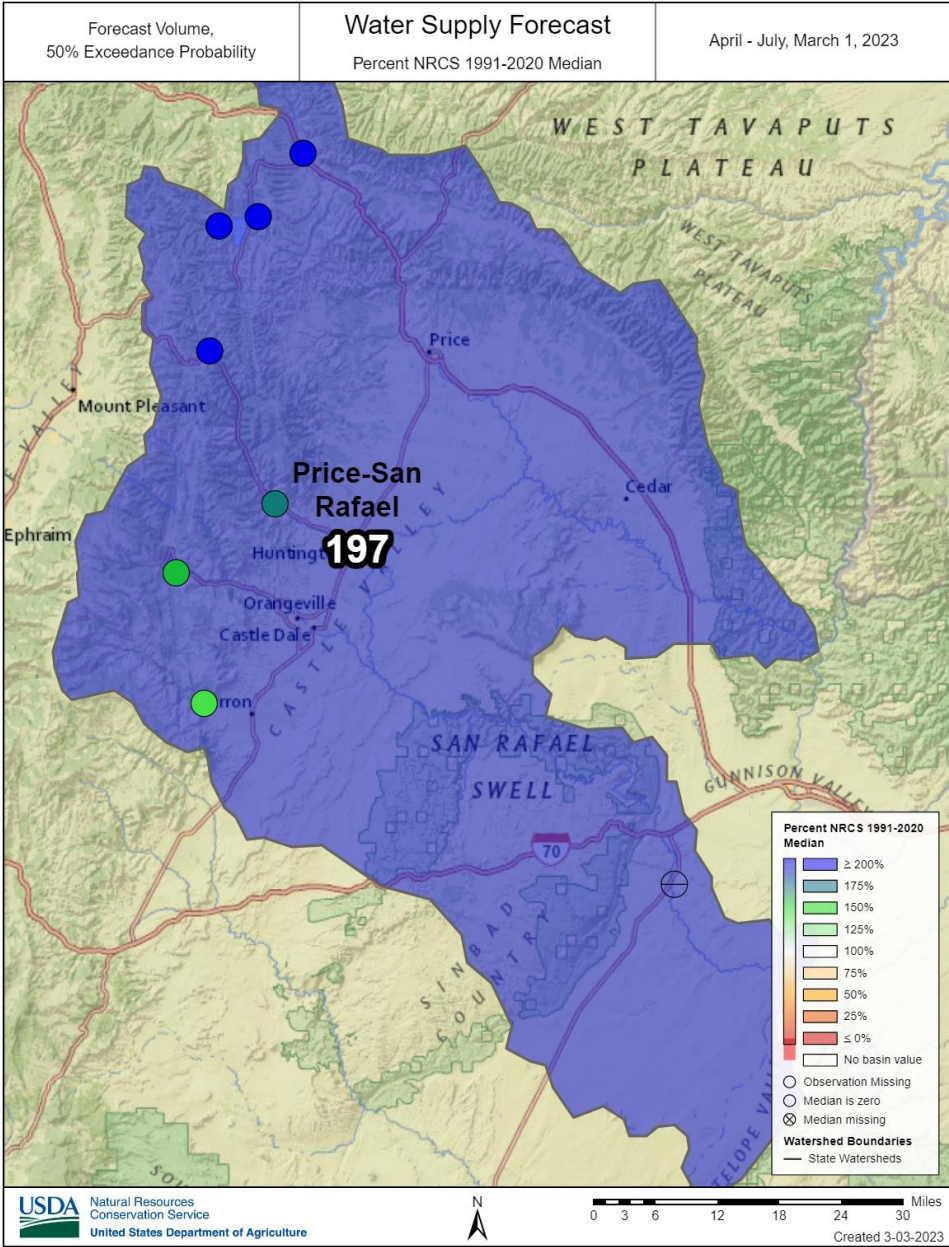 Forecast Volume,
50% Exceedance Probability
Water Supply Forecast
Percent NRCS 1991-2020 Median
April - July, March 1, 2023
WEST TAVAPUTS
PLATEAU
WEST TAVAPUTS
PLATEAU
Price
Mount Pleasant
E VALLEY
Price-San
Rafael
197
Cedar
Ephraim
Huntingt
Orangeville
Castle Dale
CASTLE VALLEY
rron
SAN RAFAEL
SWELL
GUNNISON VALLEY
70
SINBAD
COUNTRY
TELOPE VAL
SOU
Percent NRCS 1991-2020
Median
≥ 200%
175%
150%
125%
100%
75%
50%
25%
≤ 0%
No basin value
Observation Missing
Median is zero
Median missing
Watershed Boundaries
State Watersheds
USDA
Natural Resources
Conservation Service
United States Department of Agriculture
N
Miles
0 3 6 12 18 24 30
Created 3-03-2023